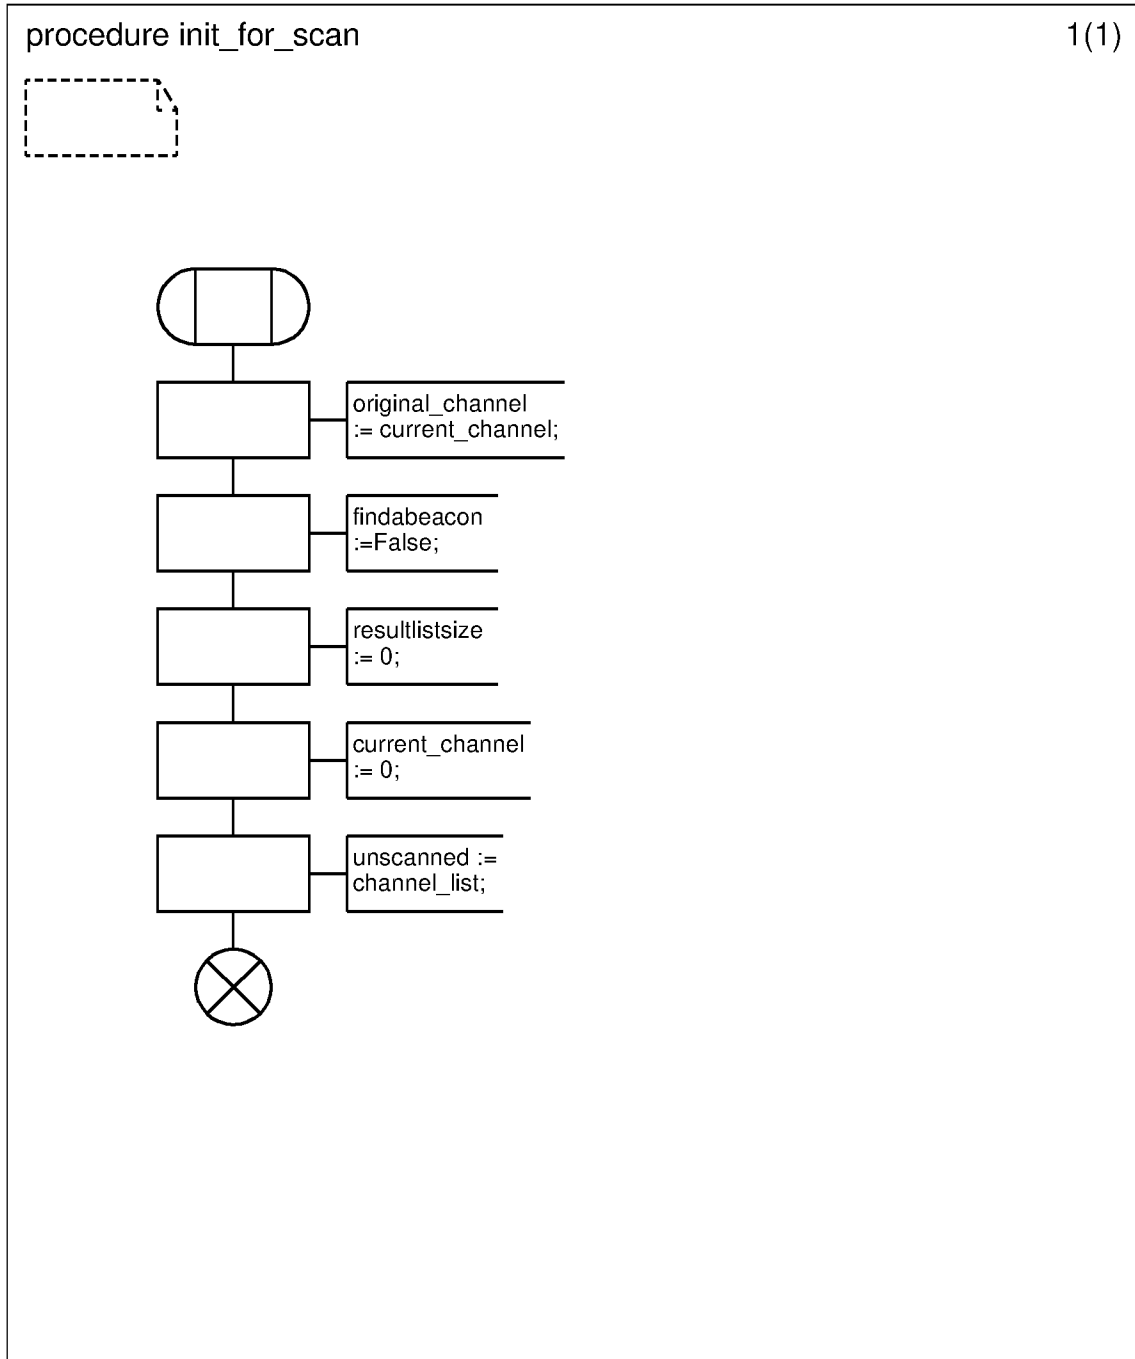 procedure init_for_scan
1(1)
original_channel
:= current_channel;
findabeacon
:=False;
resultlistsize
:= 0;
current_channel
:= 0;
unscanned :=
channel_list;